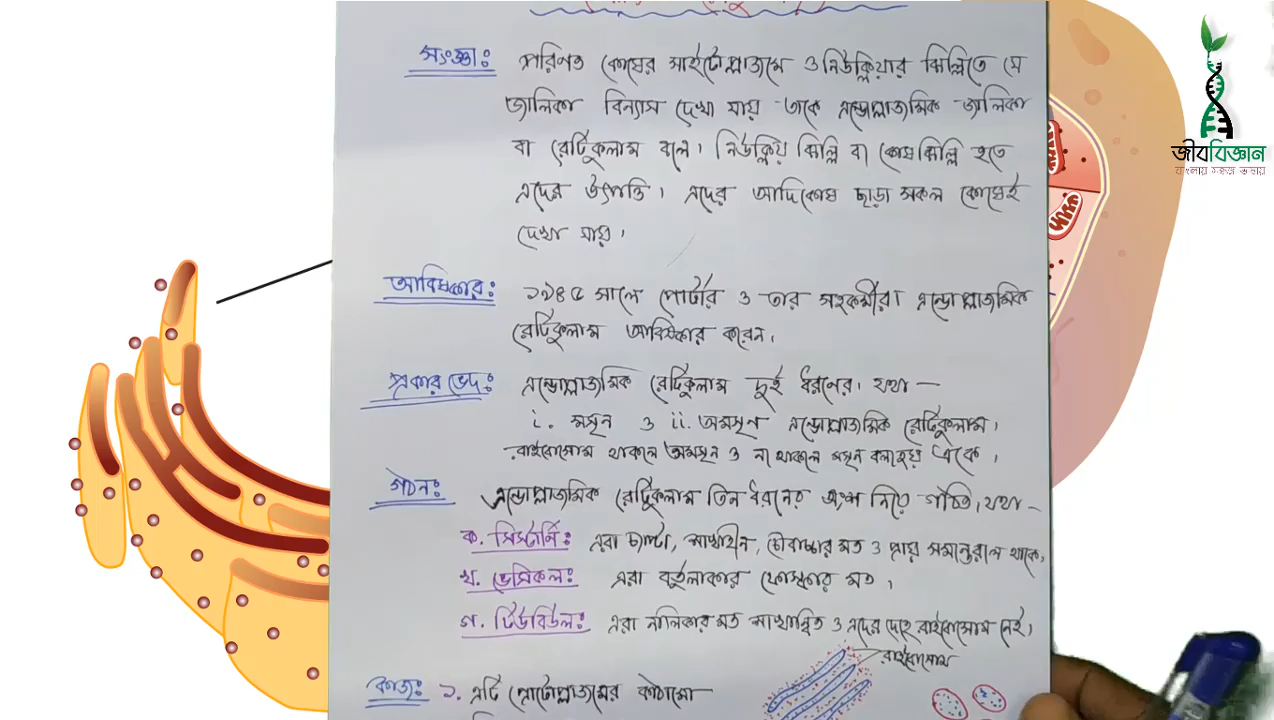 সংজ্ঞাঃ পরিণত কোষের সাইটোপ্লাজমে ও নিউক্লিয়ার ঝিল্লিতে যে
জালিকা বিন্যাস দেখা যায় তাকে এন্ডোপ্লাজমিক জালিকা
বা রেটিকুলাম বলে। নিউক্লিয় ঝিল্লি বা কোষঝিল্লি হতে
এদের উৎপত্তি। এদের আদিকোষ ছাড়া সকল কোষেই
দেখা যায়।
আবিষ্কারঃ ১৯৪৫ সালে পোর্টার ও তার সহকর্মীরা এন্ডোপ্লাজমিক
রেটিকুলাম আবিষ্কার করেন।
প্রকারভেদঃ এন্ডোপ্লাজমিক রেটিকুলাম দুই ধরনের। যথা —
i. মসৃন ও ii. অমসৃণ এন্ডোপ্লাজমিক রেটিকুলাম।
রাইবোসোম থাকলে অমসৃন ও না থাকলে মসৃন বলা হয় একে।
গঠনঃ এন্ডোপ্লাজমিক রেটিকুলাম তিন ধরনের অংশ নিয়ে গঠিত। যথা —
ক. সিস্টার্নিঃ এরা চ্যাপ্টা, শাখাহীন, চৌবাচ্চার মত ও প্রায় সমান্তরালে থাকে।
খ. ভেসিকলঃ এরা বর্তুলাকার ফোস্কার মত।
গ. টিউবিউলঃ এরা নালিকার মত শাখান্বিত ও এদের দেহে রাইবোসোম নেই।
রাইবোসোম
কাজঃ ১. এটি প্রোটোপ্লাজমের কাঠামো
জীববিজ্ঞান
বাংলায় সমৃদ্ধ ভান্ডার